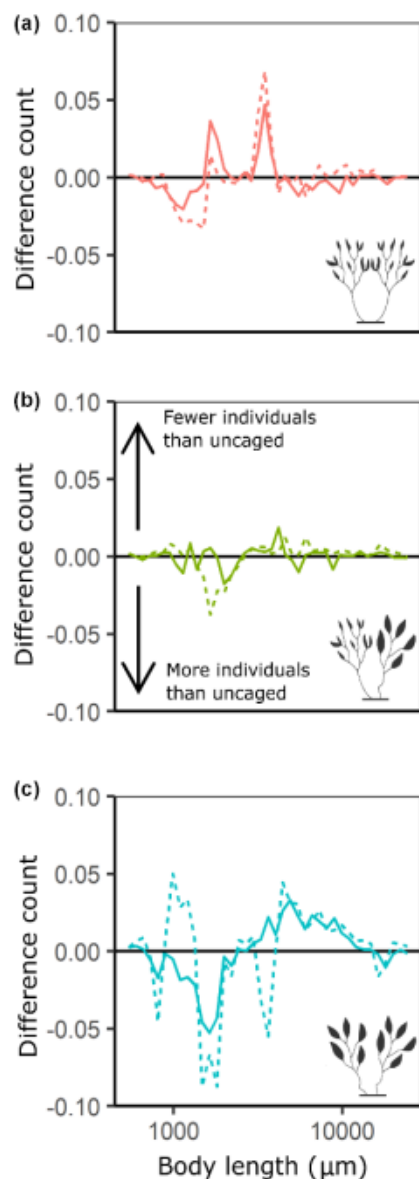 (a)
0.10
0.05
0.00
-0.05
-0.10
Difference count
(b)
0.10
0.05
0.00
-0.05
-0.10
Difference count
Fewer individuals
than uncaged
More individuals
than uncaged
(c)
0.10
0.05
0.00
-0.05
-0.10
Difference count
1000
10000
Body length (μm)